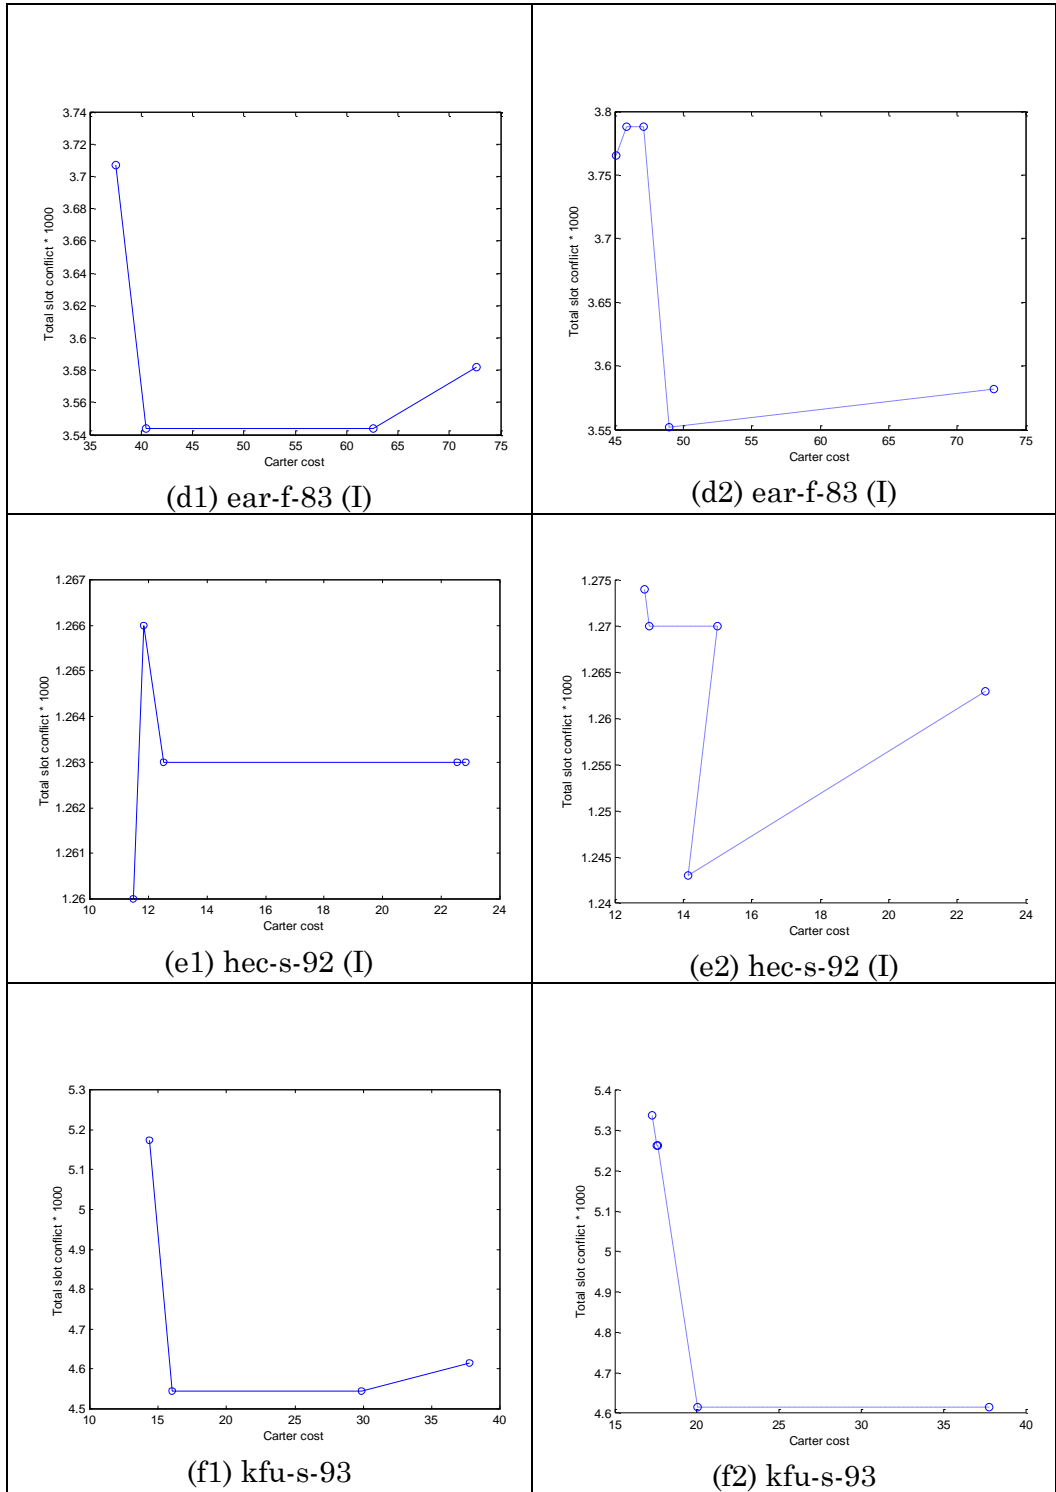 3.74
3.72
3.7
3.68
3.66
3.64
3.62
3.6
3.58
3.56
3.54
35 40 45 50 55 60 65 70 75
Total slot conflict * 1000
Carter cost
(d1) ear-f-83 (I)
3.8
3.75
3.7
3.65
3.6
3.55
45 50 55 60 65 70 75
Total slot conflict * 1000
Carter cost
(d2) ear-f-83 (I)
1.267
1.266
1.265
1.264
1.263
1.262
1.261
1.26
10 12 14 16 18 20 22 24
Total slot conflict * 1000
Carter cost
(e1) hec-s-92 (I)
1.275
1.27
1.265
1.26
1.255
1.25
1.245
1.24
12 14 16 18 20 22 24
Total slot conflict * 1000
Carter cost
(e2) hec-s-92 (I)
5.3
5.2
5.1
5
4.9
4.8
4.7
4.6
4.5
10 15 20 25 30 35 40
Total slot conflict * 1000
Carter cost
(f1) kfu-s-93
5.4
5.3
5.2
5.1
5
4.9
4.8
4.7
4.6
15 20 25 30 35 40
Total slot conflict * 1000
Carter cost
(f2) kfu-s-93